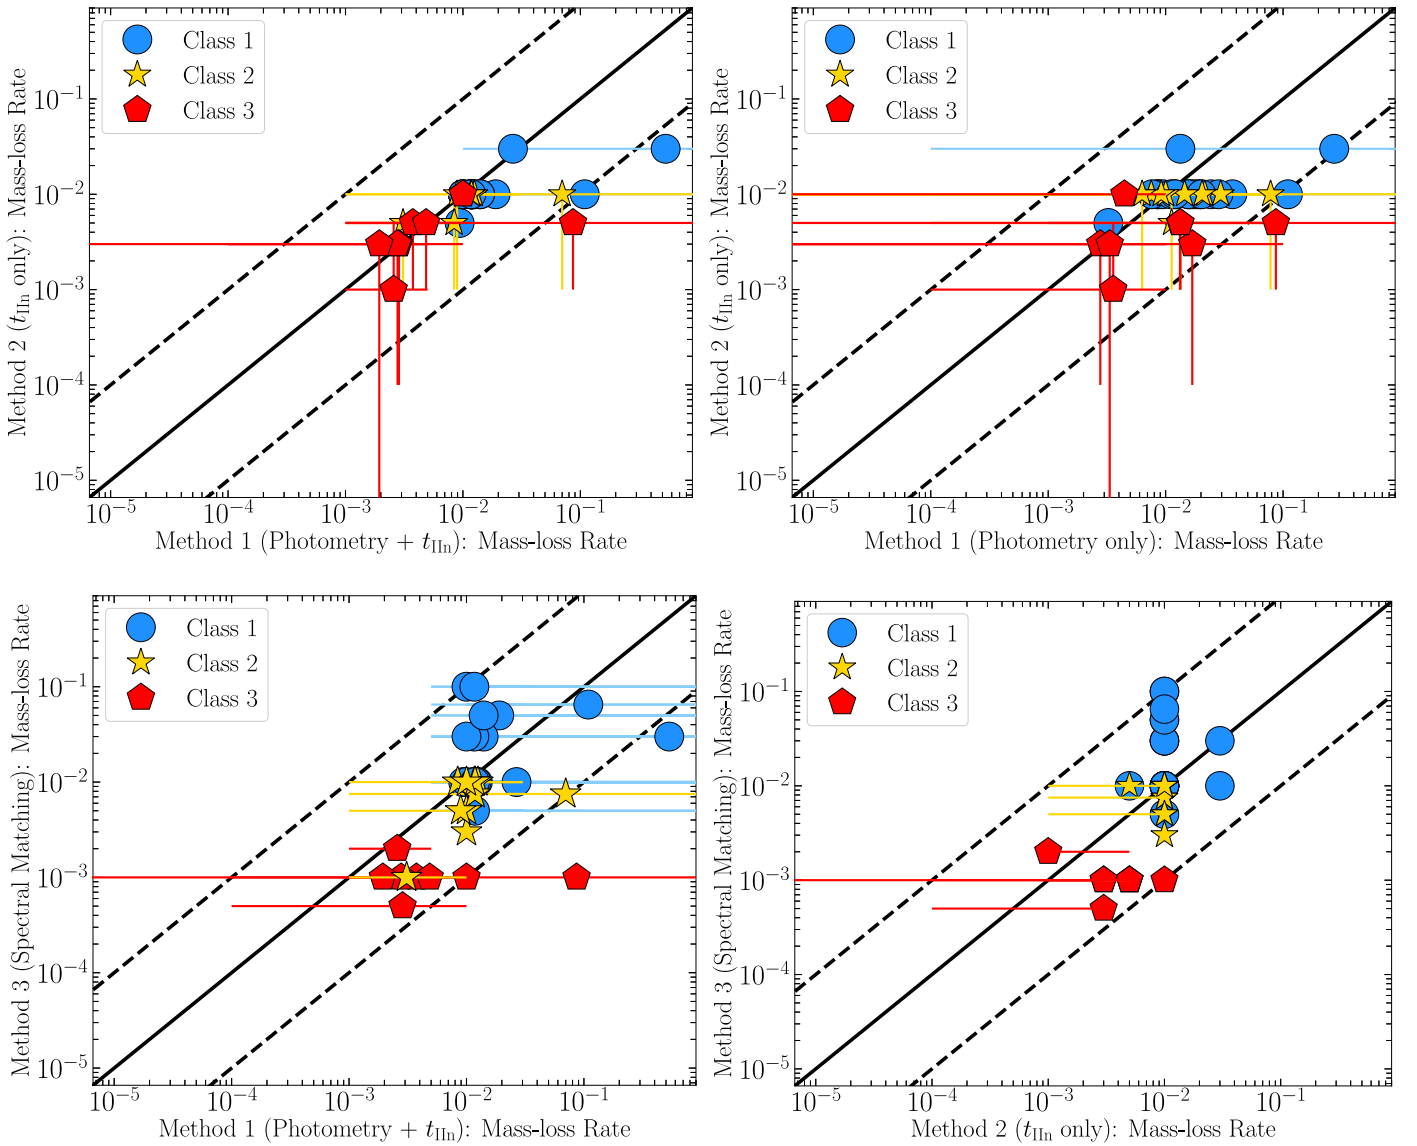 Class 1
Class 2
Class 3
10⁻¹
10⁻²
10⁻³
10⁻⁴
10⁻⁵
Method 2 (t_IIn only): Mass-loss Rate
10⁻⁵ 10⁻⁴ 10⁻³ 10⁻² 10⁻¹
Method 1 (Photometry + t_IIn): Mass-loss Rate
Class 1
Class 2
Class 3
10⁻¹
10⁻²
10⁻³
10⁻⁴
10⁻⁵
Method 2 (t_IIn only): Mass-loss Rate
10⁻⁵ 10⁻⁴ 10⁻³ 10⁻² 10⁻¹
Method 1 (Photometry only): Mass-loss Rate
Class 1
Class 2
Class 3
10⁻¹
10⁻²
10⁻³
10⁻⁴
10⁻⁵
Method 3 (Spectral Matching): Mass-loss Rate
10⁻⁵ 10⁻⁴ 10⁻³ 10⁻² 10⁻¹
Method 1 (Photometry + t_IIn): Mass-loss Rate
Class 1
Class 2
Class 3
10⁻¹
10⁻²
10⁻³
10⁻⁴
10⁻⁵
Method 3 (Spectral Matching): Mass-loss Rate
10⁻⁵ 10⁻⁴ 10⁻³ 10⁻² 10⁻¹
Method 2 (t_IIn only): Mass-loss Rate